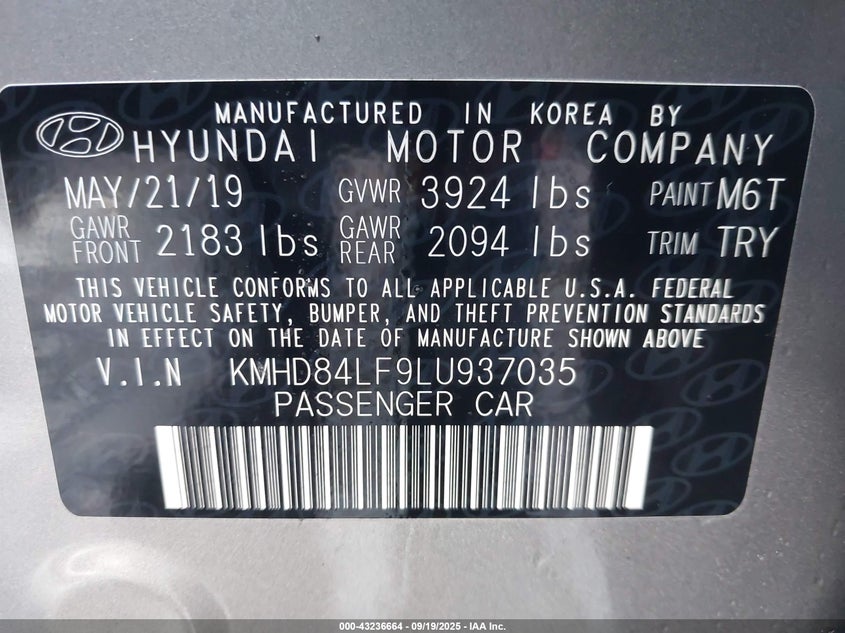 MANUFACTURED IN KOREA BY
HYUNDAI MOTOR COMPANY
MAY/21/19 GVWR 3924 lbs PAINT M6T
GAWR FRONT 2183 lbs GAWR REAR 2094 lbs TRIM TRY
THIS VEHICLE CONFORMS TO ALL APPLICABLE U.S.A. FEDERAL
MOTOR VEHICLE SAFETY, BUMPER, AND THEFT PREVENTION STANDARDS
IN EFFECT ON THE DATE OF MANUFACTURE SHOWN ABOVE
V.I.N KMHD84LF9LU937035
PASSENGER CAR
000-43236664 - 09/19/2025 - IAA Inc.